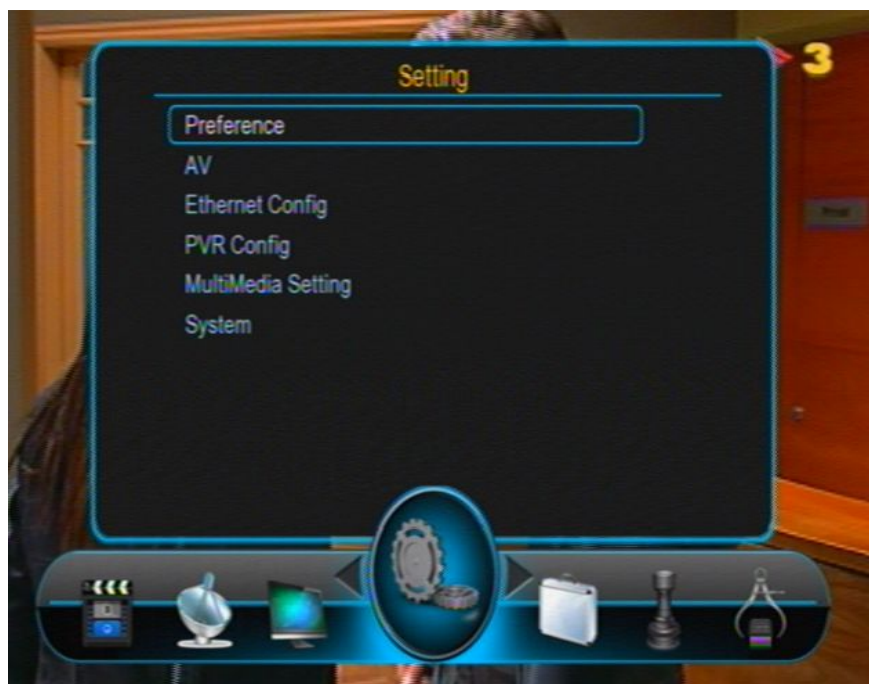 Setting
3
Preference
AV
Ethernet Config
PVR Config
MultiMedia Setting
System